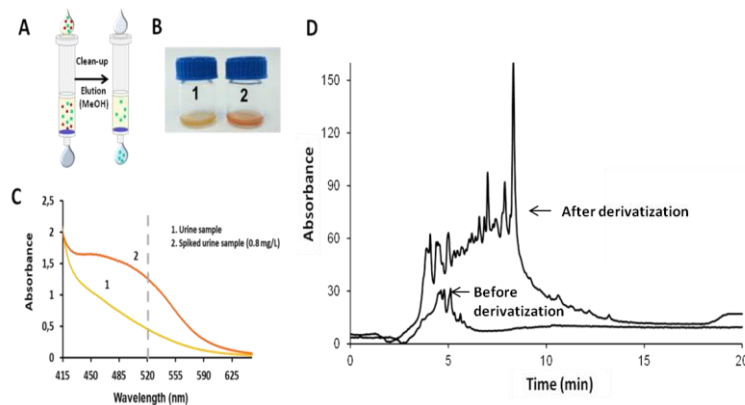 A
Clean-up
Elution
(MeOH)
B
1
2
C
2,5
2
1,5
1
0,5
0
Absorbance
415 450 485 520 555 590 625
Wavelength (nm)
1. Urine sample
2. Spiked urine sample (0.8 mg/L)
2
1
D
150
120
90
60
30
0
Absorbance
After derivatization
Before
derivatization
0 5 10 15 20
Time (min)